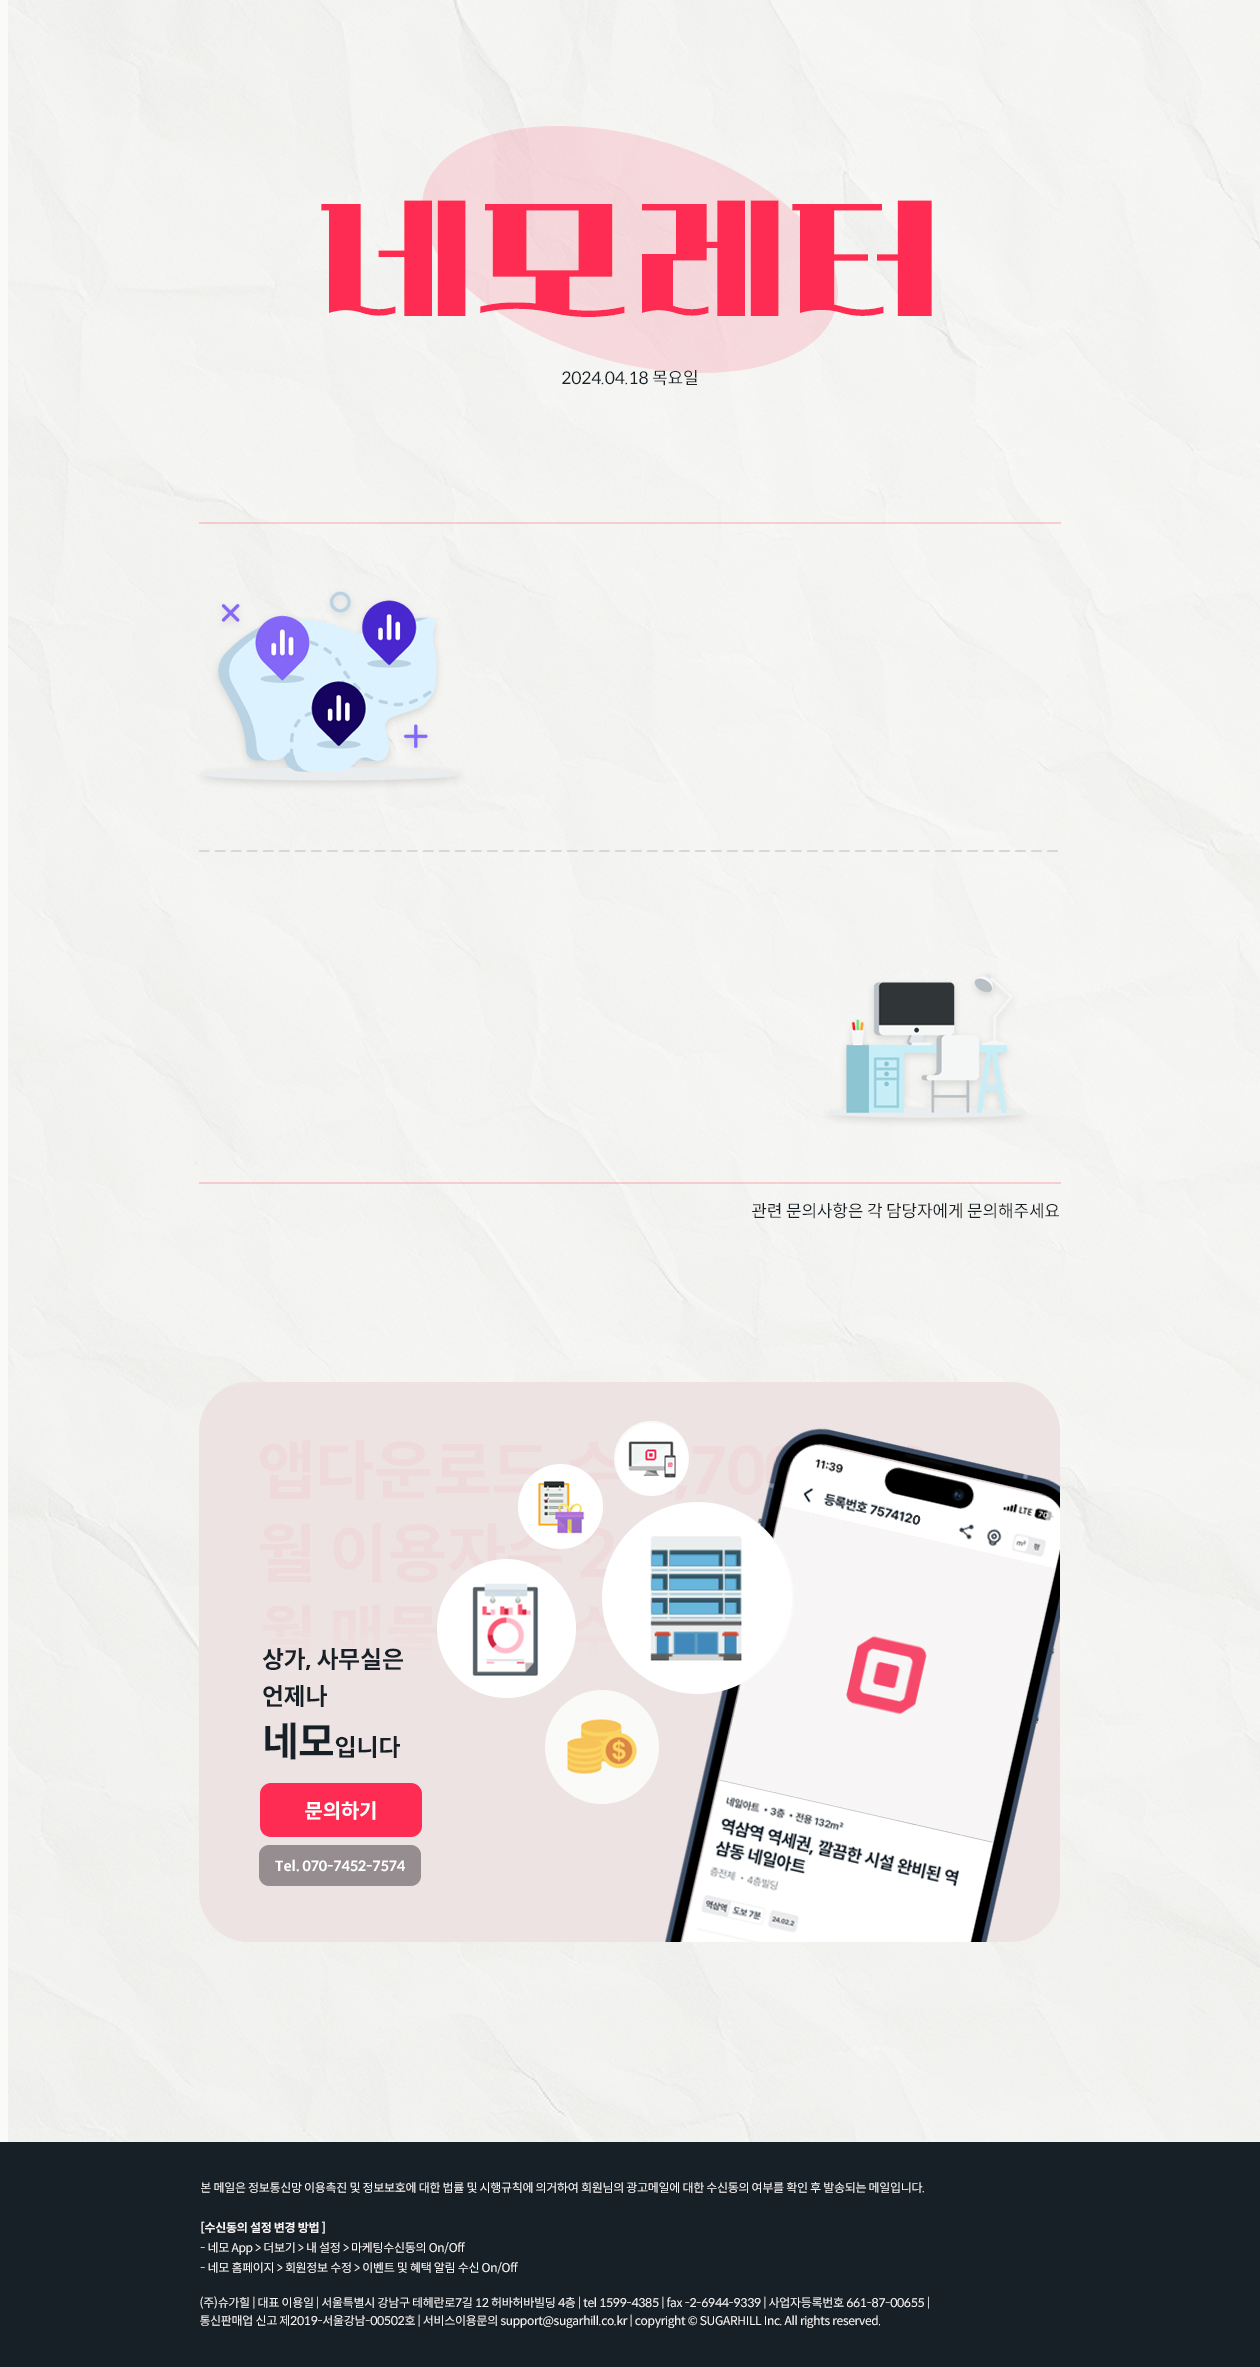 네모레터
2024.04.18 목요일
관련 문의사항은 각 담당자에게 문의해주세요
앱다운로드
월 이용자수 2
월 매물
상가, 사무실은
언제나
네모입니다
문의하기
Tel. 070-7452-7574
11:39
LTE
등록번호 7574120
m² 평
네일아트 • 3층 • 전용 132m²
역삼역 역세권, 깔끔한 시설 완비된 역
삼동 네일아트
층전체 • 4층빌딩
역삼역 도보 7분 24.02.2
본 메일은 정보통신망 이용촉진 및 정보보호에 대한 법률 및 시행규칙에 의거하여 회원님의 광고메일에 대한 수신동의 여부를 확인 후 발송되는 메일입니다.
[수신동의 설정 변경 방법 ]
- 네모 App > 더보기 > 내 설정 > 마케팅수신동의 On/Off
- 네모 홈페이지 > 회원정보 수정 > 이벤트 및 혜택 알림 수신 On/Off
(주)슈가힐 | 대표 이용일 | 서울특별시 강남구 테헤란로7길 12 허바허바빌딩 4층 | tel 1599-4385 | fax -2-6944-9339 | 사업자등록번호 661-87-00655 |
통신판매업 신고 제2019-서울강남-00502호 | 서비스이용문의 support@sugarhill.co.kr | copyright © SUGARHILL Inc. All rights reserved.